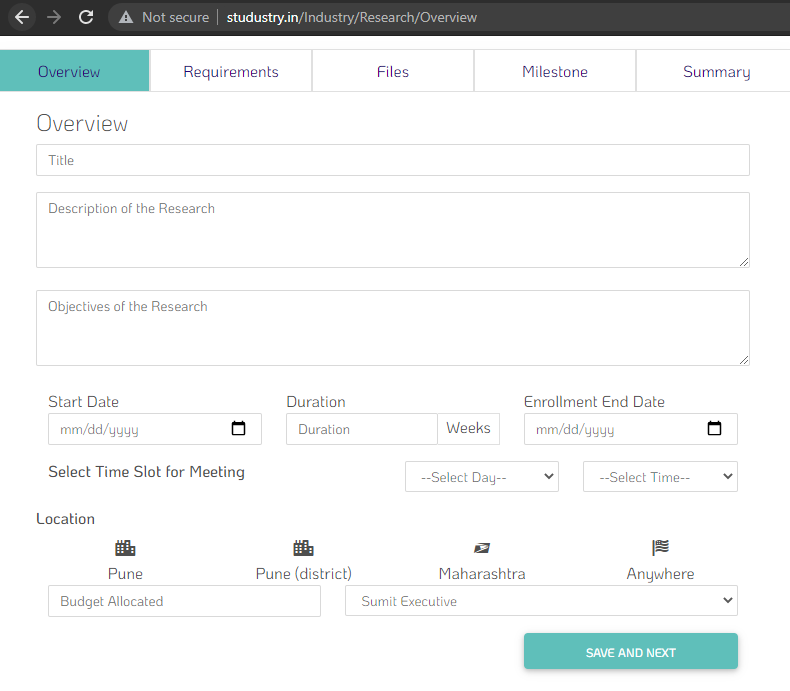 Not secure studustry.in/Industry/Research/Overview
Overview Requirements Files Milestone Summary
Overview
Title
Description of the Research
Objectives of the Research
Start Date Duration Enrollment End Date
mm/dd/yyyy Duration Weeks mm/dd/yyyy
Select Time Slot for Meeting --Select Day-- --Select Time--
Location
Pune Pune (district) Maharashtra Anywhere
Budget Allocated Sumit Executive
SAVE AND NEXT